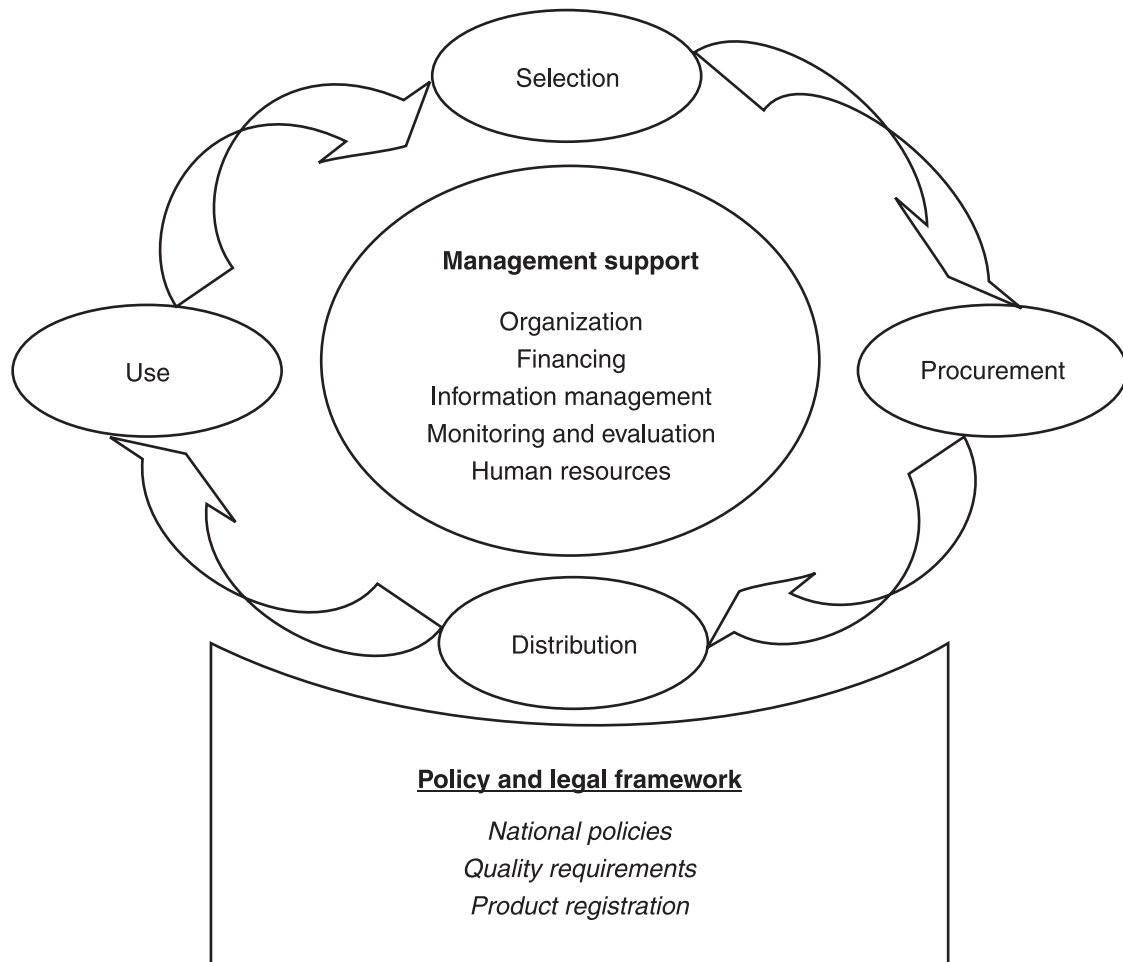 Selection
Management support
Organization
Financing
Information management
Monitoring and evaluation
Human resources
Use
Procurement
Distribution
Policy and legal framework
National policies
Quality requirements
Product registration